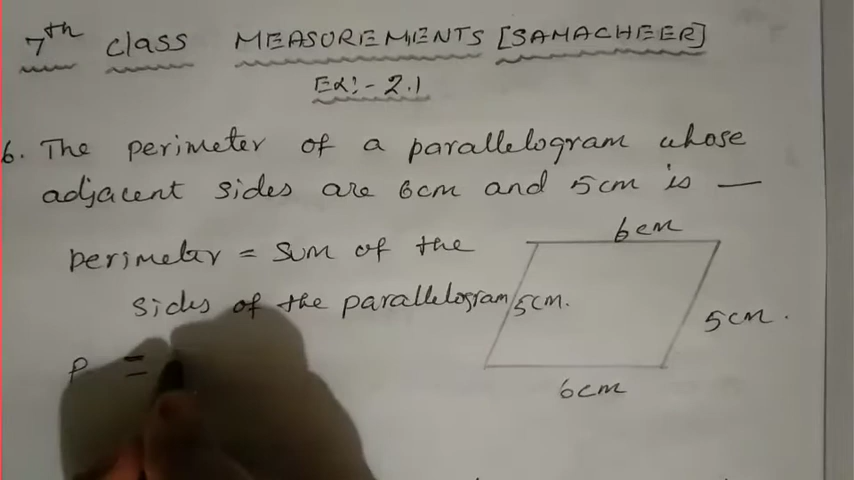 7th class MEASUREMENTS [SAMACHEER]
Ex:- 2.1
6. The perimeter of a parallelogram whose
adjacent sides are 6cm and 5cm is —
perimeter = sum of the
sides of the parallelogram
P =
6cm
5cm.
5cm.
6cm